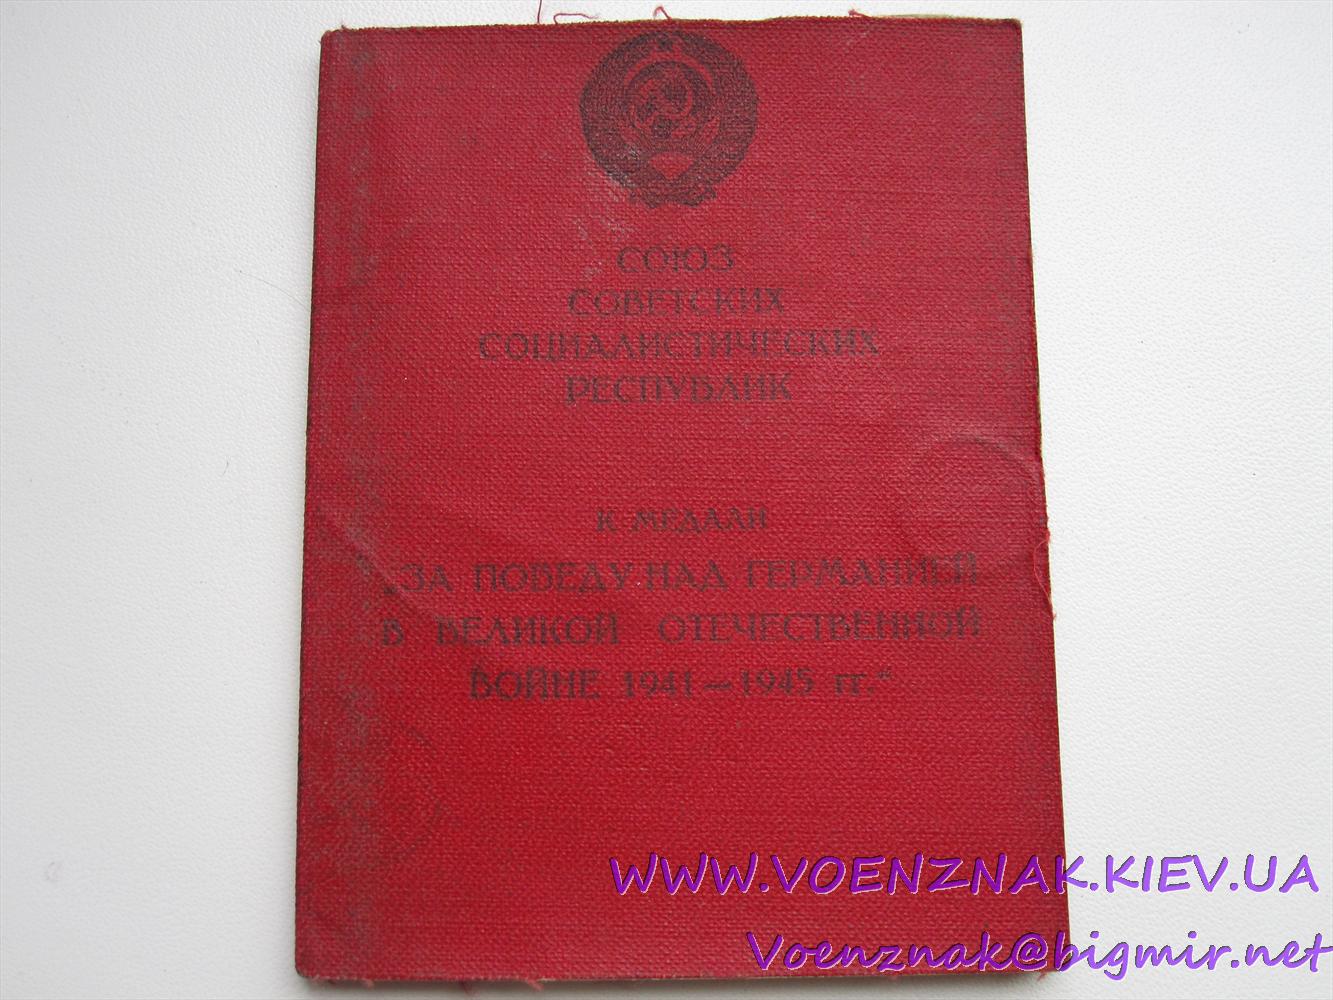 СОЮЗ
СОВЕТСКИХ
СОЦИАЛИСТИЧЕСКИХ
РЕСПУБЛИК
К МЕДАЛИ
„ЗА ПОБЕДУ НАД ГЕРМАНИЕЙ
В ВЕЛИКОЙ ОТЕЧЕСТВЕННОЙ
ВОЙНЕ 1941—1945 гг.“
WWW.VOENZNAK.KIEV.UA
Voenznak@bigmir.net